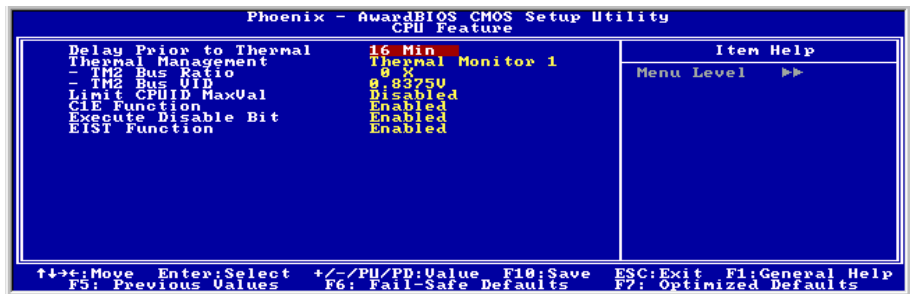 Phoenix - AwardBIOS CMOS Setup Utility
CPU Feature
Delay Prior to Thermal 16 Min
Thermal Management Thermal Monitor 1
- TM2 Bus Ratio 0 X
- TM2 Bus VID 0.8375V
Limit CPUID MaxVal Disabled
C1E Function Enabled
Execute Disable Bit Enabled
EIST Function Enabled
Item Help
Menu Level ►►
↑↓→←:Move Enter:Select +/-/PU/PD:Value F10:Save ESC:Exit F1:General Help
F5: Previous Values F6: Fail-Safe Defaults F7: Optimized Defaults